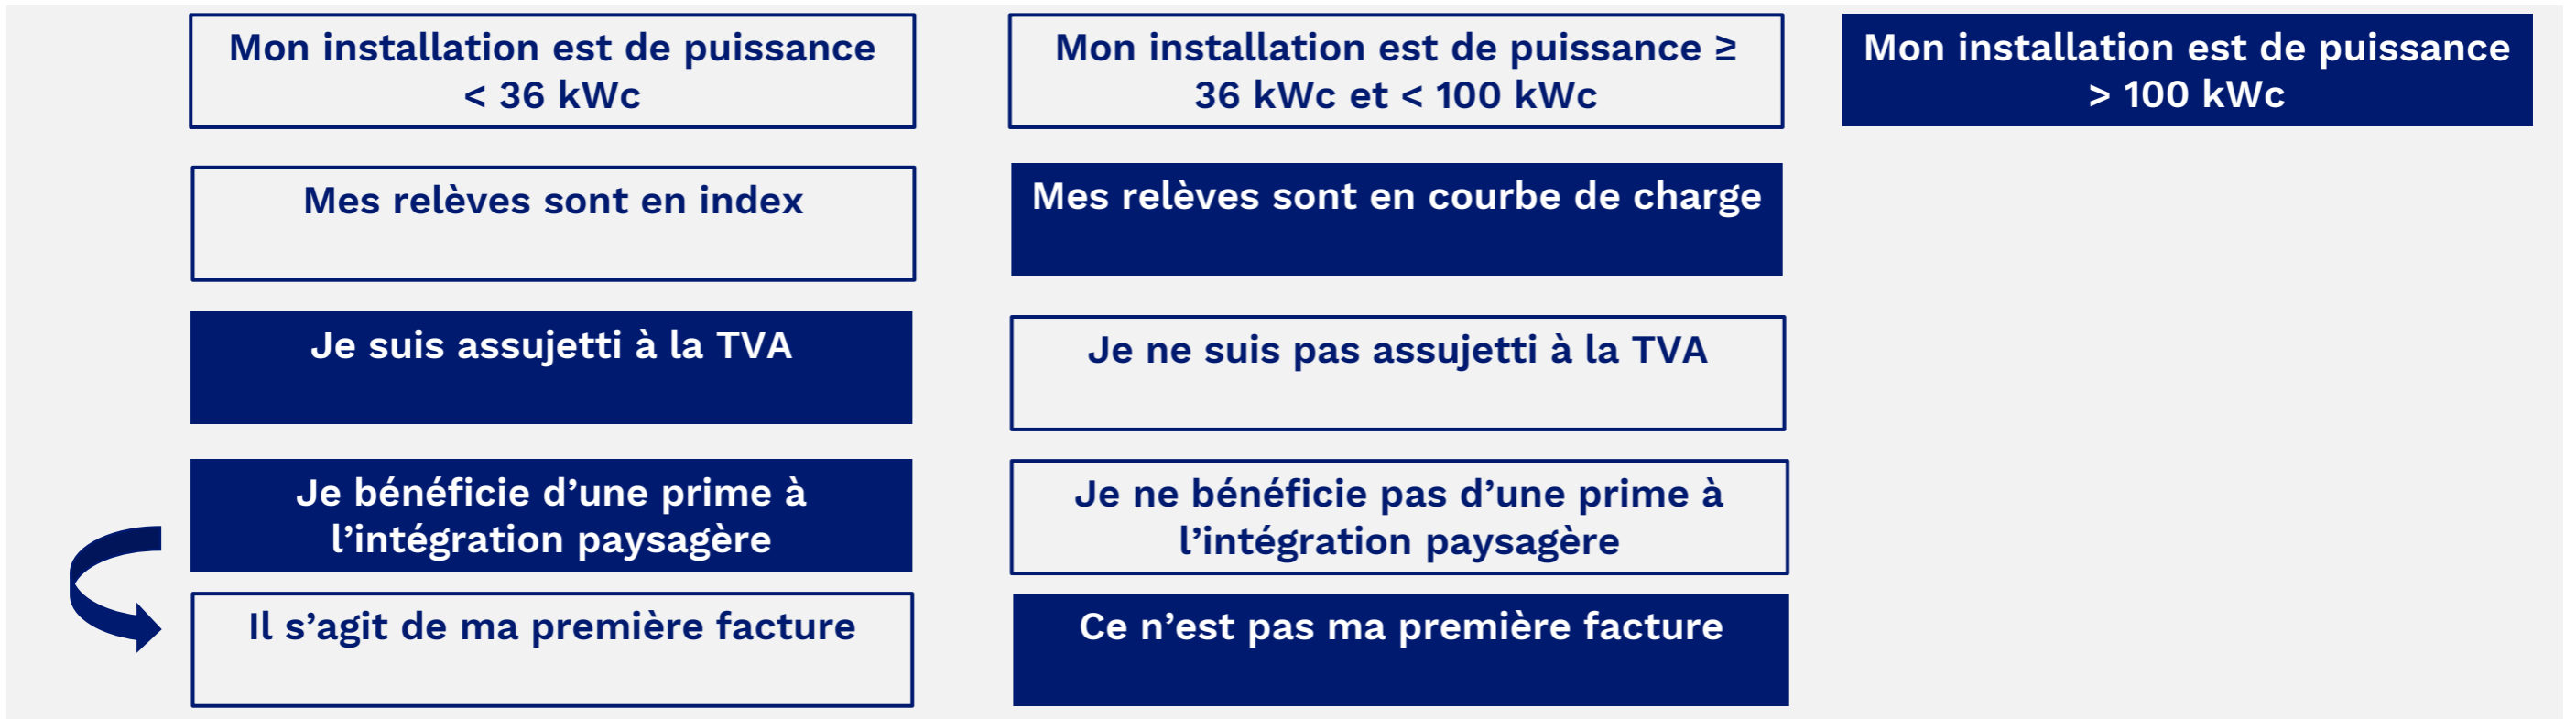 Mon installation est de puissance
< 36 kWc
Mon installation est de puissance ≥
36 kWc et < 100 kWc
Mon installation est de puissance
> 100 kWc
Mes relèves sont en index
Mes relèves sont en courbe de charge
Je suis assujetti à la TVA
Je ne suis pas assujetti à la TVA
Je bénéficie d’une prime à
l’intégration paysagère
Je ne bénéficie pas d’une prime à
l’intégration paysagère
Il s’agit de ma première facture
Ce n’est pas ma première facture